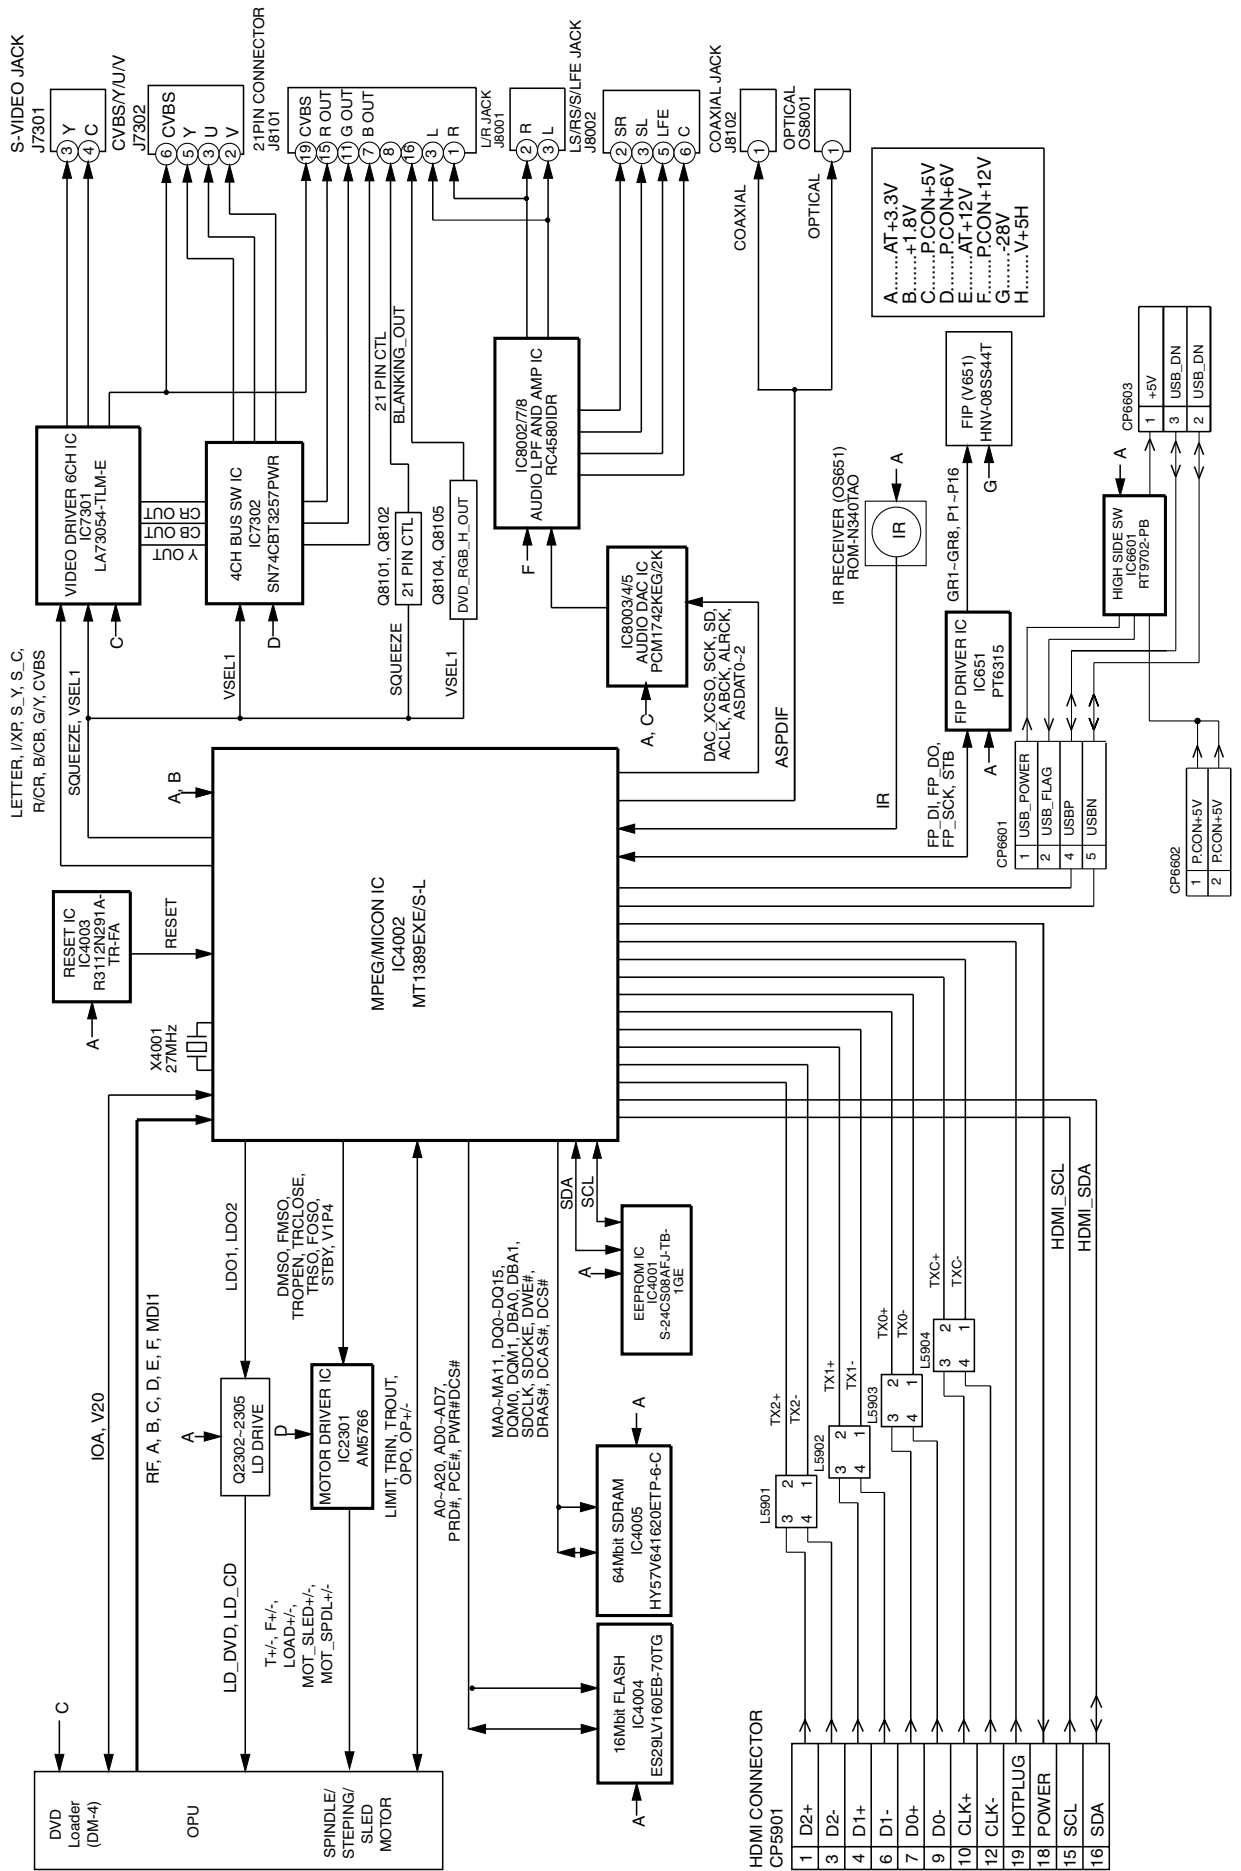 S-VIDEO JACK
J7301
3 Y
4 C
CVBS/Y/U/V
J7302
6 CVBS
5 Y
3 U
2 V
21PIN CONNECTOR
J8101
19 CVBS
15 R OUT
11 G OUT
7 B OUT
8
16
3 L
1 R
L/R JACK
J8001
2 R
3 L
LS/RS/S/LFE JACK
J8002
2 SR
3 SL
5 LFE
6 C
COAXIAL JACK
J8102
1
OPTICAL
OS8001
1
COAXIAL
OPTICAL
A.......AT+3.3V
B.......+1.8V
C.......P.CON+5V
D.......P.CON+6V
E.......AT+12V
F.......P.CON+12V
G.......-28V
H.......V+5H
VIDEO DRIVER 6CH IC
IC7301
LA73054-TLM-E
C
Y OUT
CB OUT
CR OUT
4CH BUS SW IC
IC7302
SN74CBT3257PWR
VSEL1
D
21 PIN CTL
BLANKING_OUT
Q8101, Q8102
21 PIN CTL
SQUEEZE
Q8104, Q8105
DVD_RGB_H_OUT
VSEL1
IC8002/7/8
AUDIO LPF AND AMP IC
RC4580IDR
F
IC8003/4/5
AUDIO DAC IC
PCM1742KEG/2K
A, C
DAC_XCSO, SCK, SD,
ACLK, ABCK, ALRCK,
ASDAT0~2
ASPDIF
IR RECEIVER (OS651)
ROM-N340TAO
IR
A
IR
FIP (V651)
HNV-08SS44T
G
GR1~GR8, P1~P16
FIP DRIVER IC
IC651
PT6315
A
FP_DI, FP_DO,
FP_SCK, STB
CP6603
1 +5V
3 USB_DN
2 USB_DN
HIGH SIDE SW
IC6601
RT9702-PB
A
CP6601
1 USB_POWER
2 USB_FLAG
4 USBP
5 USBN
CP6602
1 P.CON+5V
2 P.CON+5V
LETTER, I/XP, S_Y, S_C,
R/CR, B/CB, G/Y, CVBS
SQUEEZE, VSEL1
A, B
RESET IC
IC4003
R3112N291A-
TR-FA
A
RESET
X4001
27MHz
MPEG/MICON IC
IC4002
MT1389EXE/S-L
IOA, V20
RF, A, B, C, D, E, F, MDI1
LDO1, LDO2
Q2302~2305
LD DRIVE
A
LD_DVD, LD_CD
DMSO, FMSO,
TROPEN, TRCLOSE,
TRSO, FOSO,
STBY, V1P4
MOTOR DRIVER IC
IC2301
AM5766
D
T+/-, F+/-,
LOAD+/-,
MOT_SLED+/-,
MOT_SPDL+/-
LIMIT, TRIN, TROUT,
OPO, OP+/-
A0~A20, AD0~AD7,
PRD#, PCE#, PWR#DCS#
MA0~MA11, DQ0~DQ15,
DQM0, DQM1, DBA0, DBA1,
SDCLK, SDCKE, DWE#,
DRAS#, DCAS#, DCS#
SDA
SCL
EEPROM IC
IC4001
S-24CS08AFJ-TB-
1GE
A
64Mbit SDRAM
IC4005
HY57V641620ETP-6-C
A
16Mbit FLASH
IC4004
ES29LV160EB-70TG
A
C
DVD
Loader
(DM-4)
OPU
SPINDLE/
STEPING/
SLED
MOTOR
TX2+
TX2-
L5901
3 2
4 1
TX1+
TX1-
L5902
3 2
4 1
TX0+
TX0-
L5903
3 2
4 1
TXC+
TXC-
L5904
3 2
4 1
HDMI_SCL
HDMI_SDA
HDMI CONNECTOR
CP5901
1 D2+
3 D2-
4 D1+
6 D1-
7 D0+
9 D0-
10 CLK+
12 CLK-
19 HOTPLUG
18 POWER
15 SCL
16 SDA